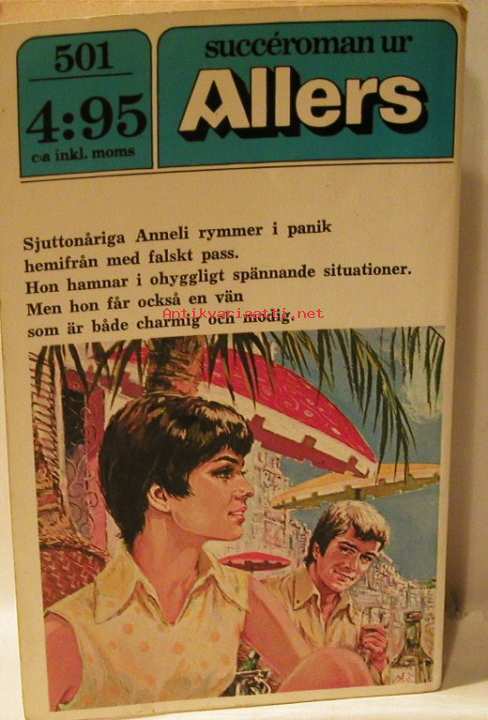 501
4:95
c:a inkl. moms
succéroman ur
Allers
Sjuttonåriga Anneli rymmer i panik
hemifrån med falskt pass.
Hon hamnar i ohyggligt spännande situationer.
Men hon får också en vän
som är både charmig och modig.
Antikvariaatti.net